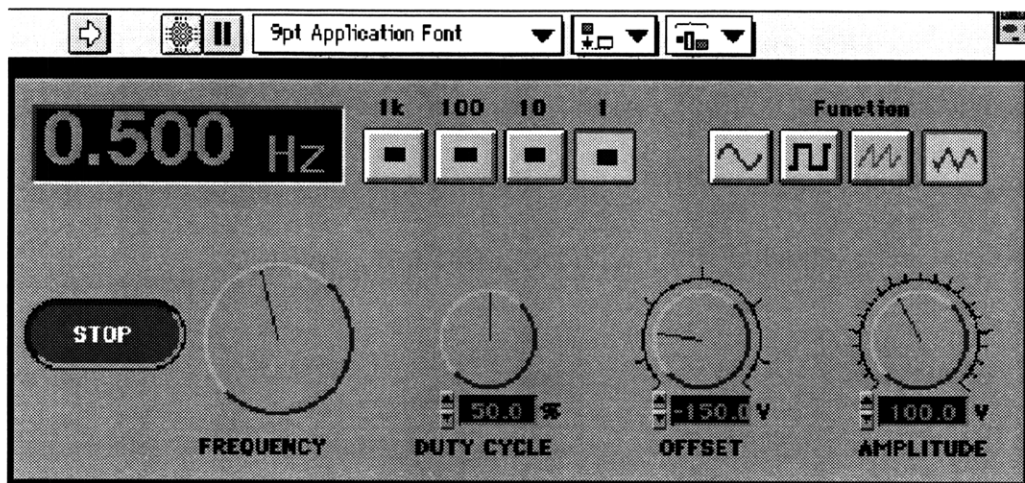 9pt Application Font
1k 100 10 1
Function
0.500 Hz
STOP
50.0 %
-150.0 V
100.0 V
FREQUENCY
DUTY CYCLE
OFFSET
AMPLITUDE